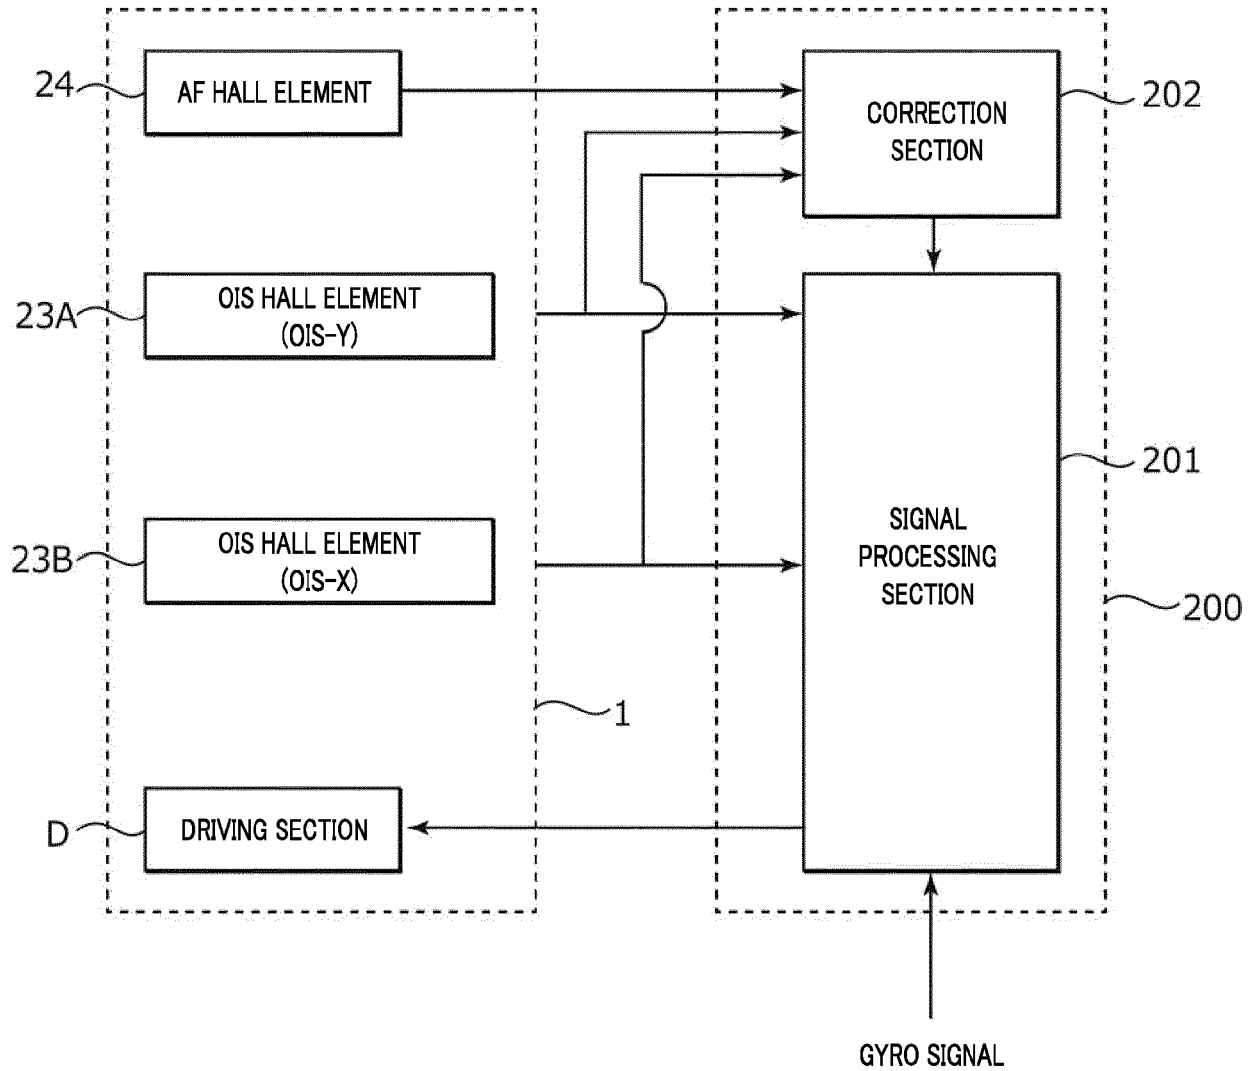 24
AF HALL ELEMENT
CORRECTION
SECTION
202
23A
OIS HALL ELEMENT
(OIS-Y)
23B
OIS HALL ELEMENT
(OIS-X)
SIGNAL
PROCESSING
SECTION
201
200
1
D
DRIVING SECTION
GYRO SIGNAL